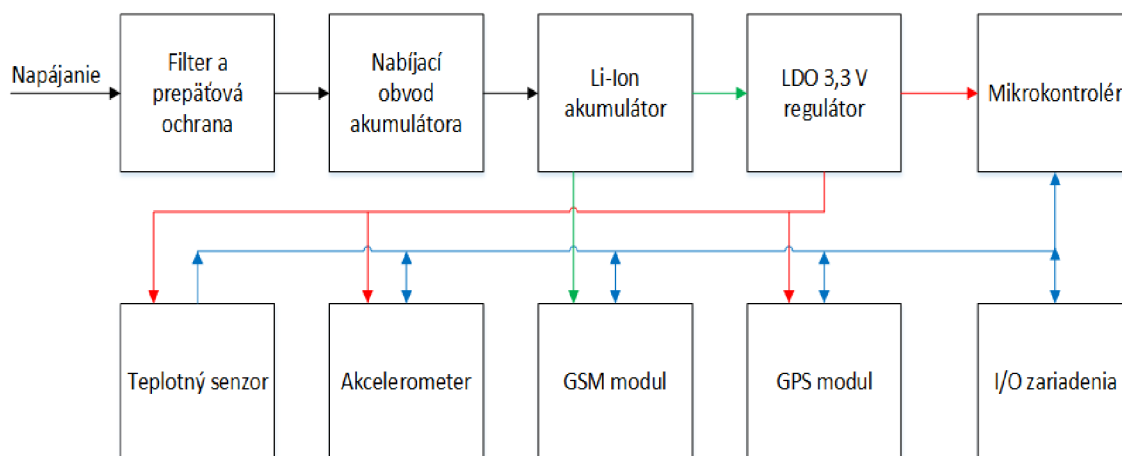 Napájanie
Filter a
prepäťová
ochrana
Nabíjací
obvod
akumulátora
Li-Ion
akumulátor
LDO 3,3 V
regulátor
Mikrokontrolér
Teplotný senzor
Akcelerometer
GSM modul
GPS modul
I/O zariadenia